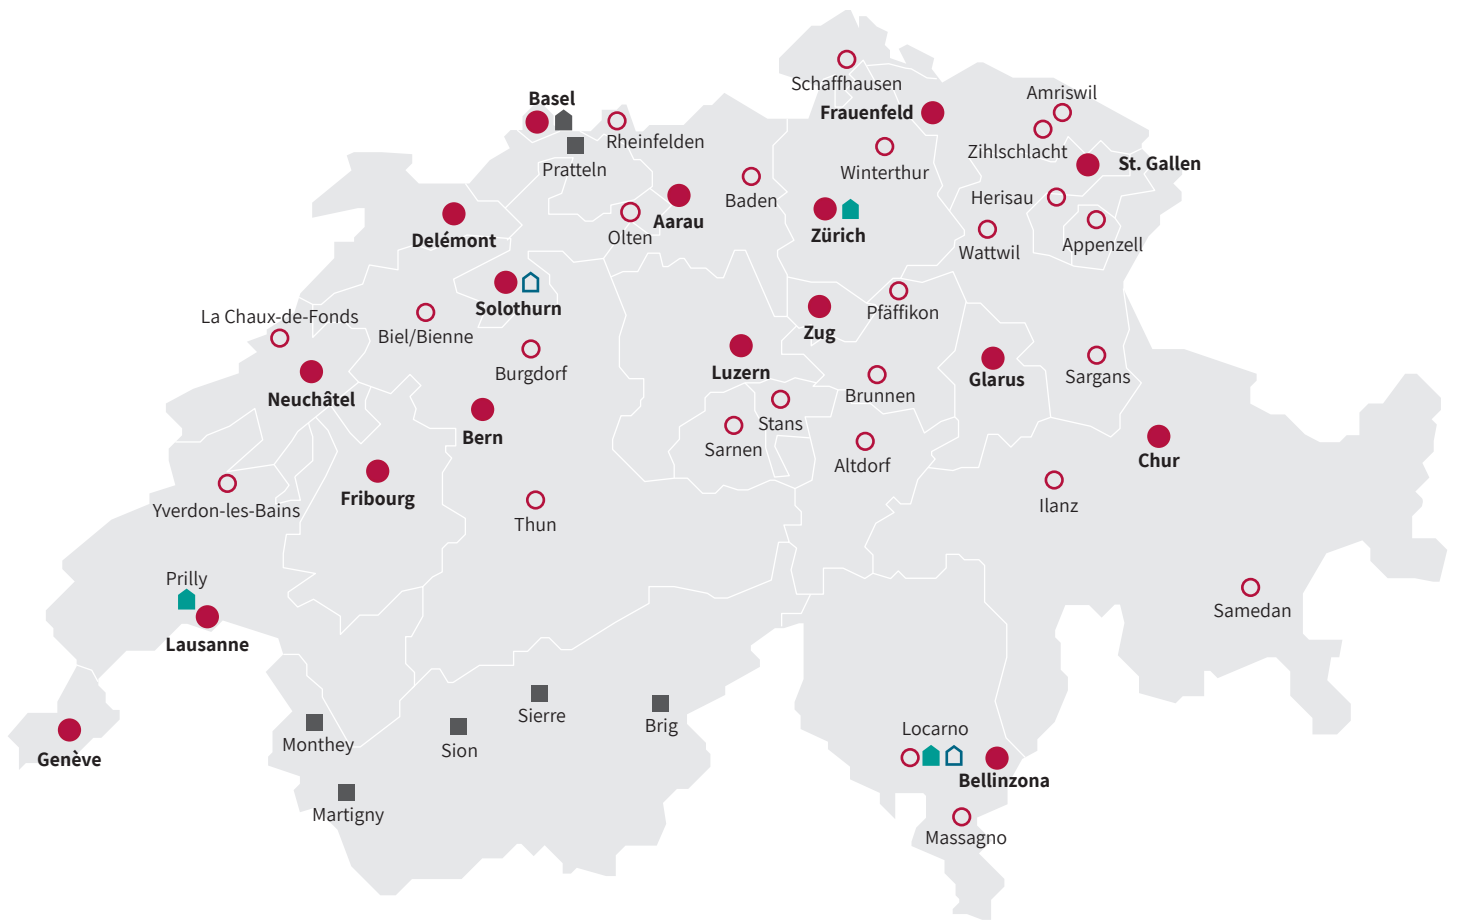 Schaffhausen
Amriswil
Basel
Frauenfeld
Rheinfelden
Zihlschlacht
St. Gallen
Pratteln
Winterthur
Baden
Herisau
Aarau
Olten
Zürich
Delémont
Appenzell
Wattwil
Solothurn
Pfäffikon
La Chaux-de-Fonds
Biel/Bienne
Zug
Burgdorf
Luzern
Glarus
Sargans
Neuchâtel
Brunnen
Stans
Bern
Sarnen
Chur
Altdorf
Fribourg
Ilanz
Yverdon-les-Bains
Thun
Prilly
Samedan
Lausanne
Sierre
Brig
Locarno
Monthey
Sion
Genève
Bellinzona
Martigny
Massagno